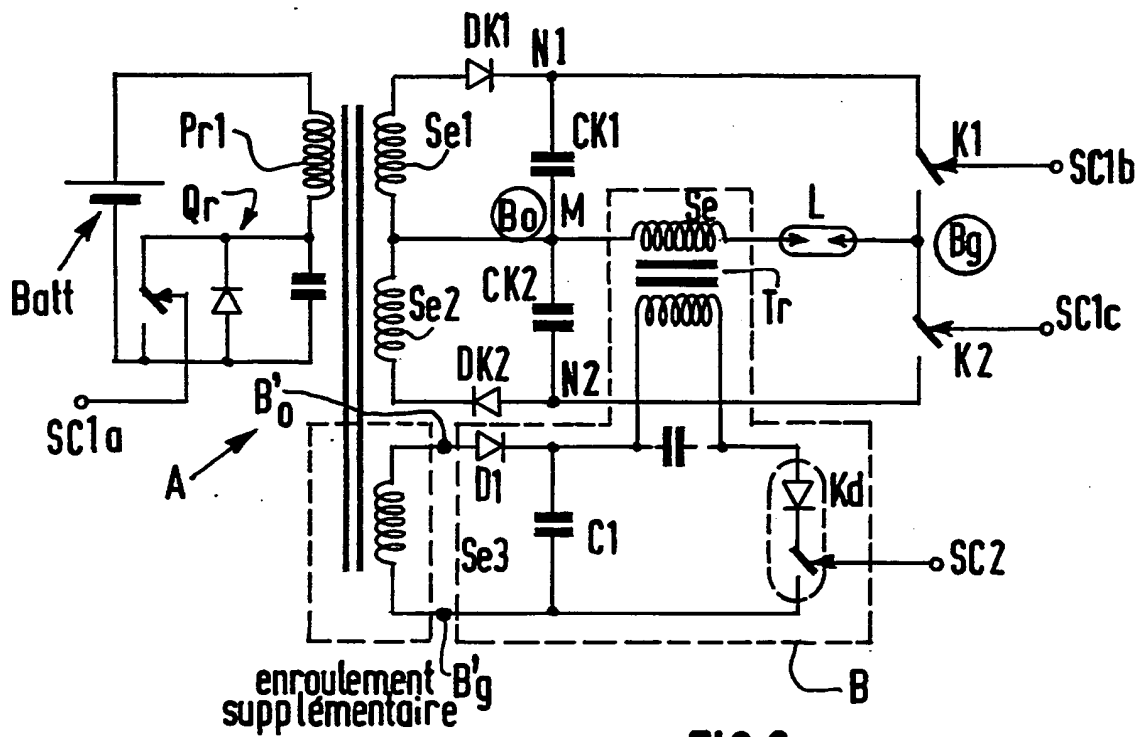 DK1
N1
Pr1
Se1
CK1
K1
SC1b
Qr
Bo
M
Se
L
Bg
Batt
Se2
CK2
Tr
SC1c
K2
DK2
N2
B'o
SC1a
A
D1
Kd
Se3
C1
SC2
enroulement
supplémentaire
B'g
B